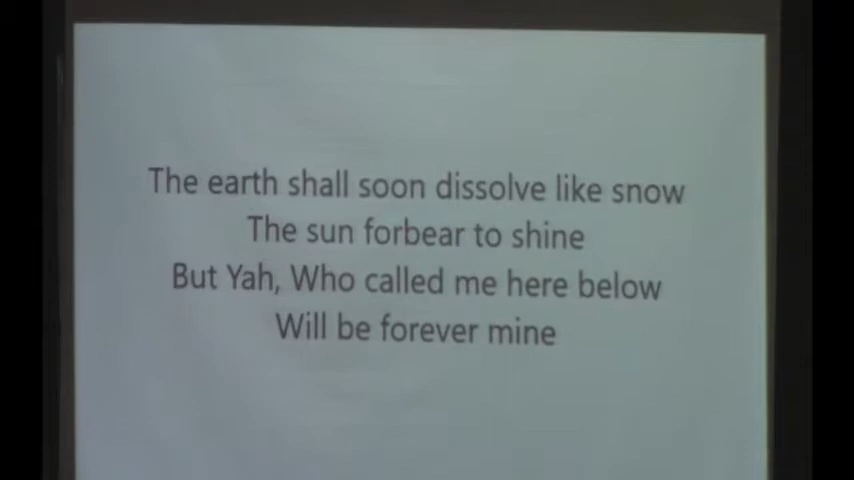 The earth shall soon dissolve like snow
The sun forbear to shine
But Yah, Who called me here below
Will be forever mine